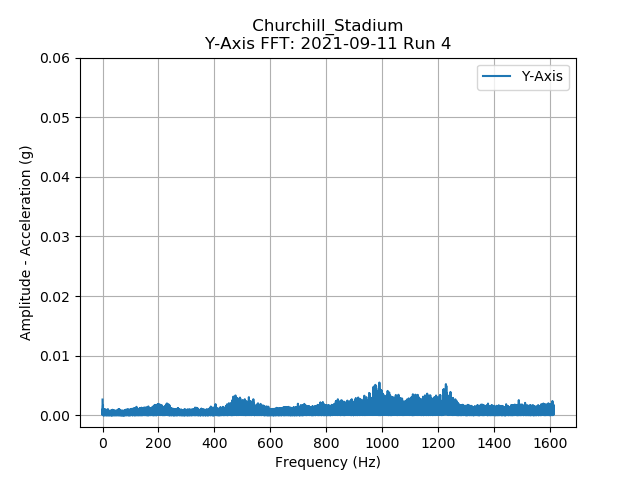 Churchill_Stadium
Y-Axis FFT: 2021-09-11 Run 4
Y-Axis
0.06
0.05
0.04
0.03
0.02
0.01
0.00
Amplitude - Acceleration (g)
0 200 400 600 800 1000 1200 1400 1600
Frequency (Hz)